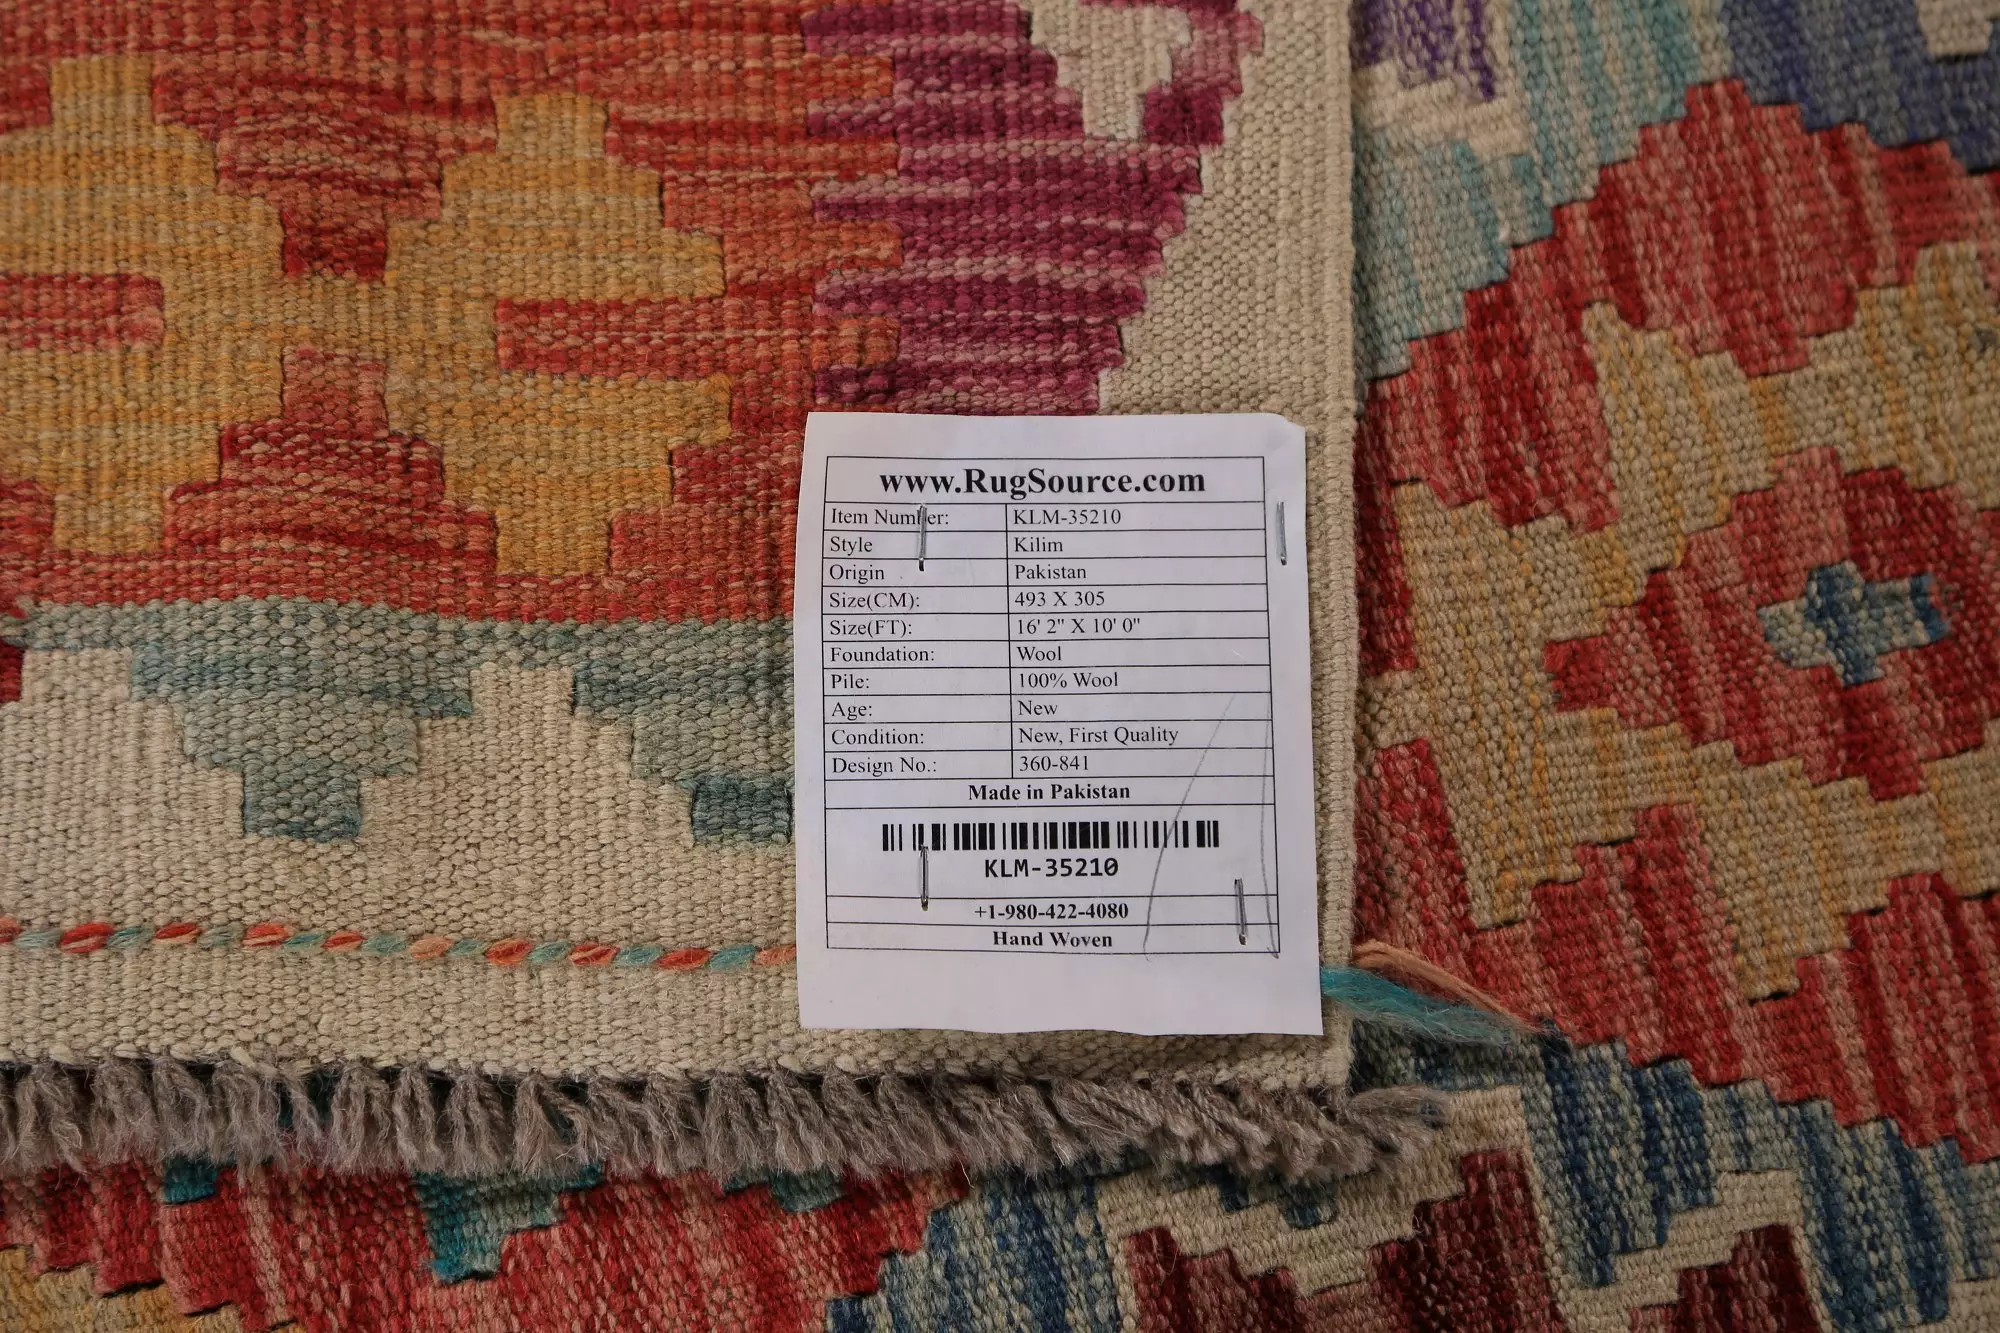 www.RugSource.com
Item Number: KLM-35210
Style Kilim
Origin Pakistan
Size(CM): 493 X 305
Size(FT): 16' 2" X 10' 0"
Foundation: Wool
Pile: 100% Wool
Age: New
Condition: New, First Quality
Design No.: 360-841
Made in Pakistan
KLM-35210
+1-980-422-4080
Hand Woven